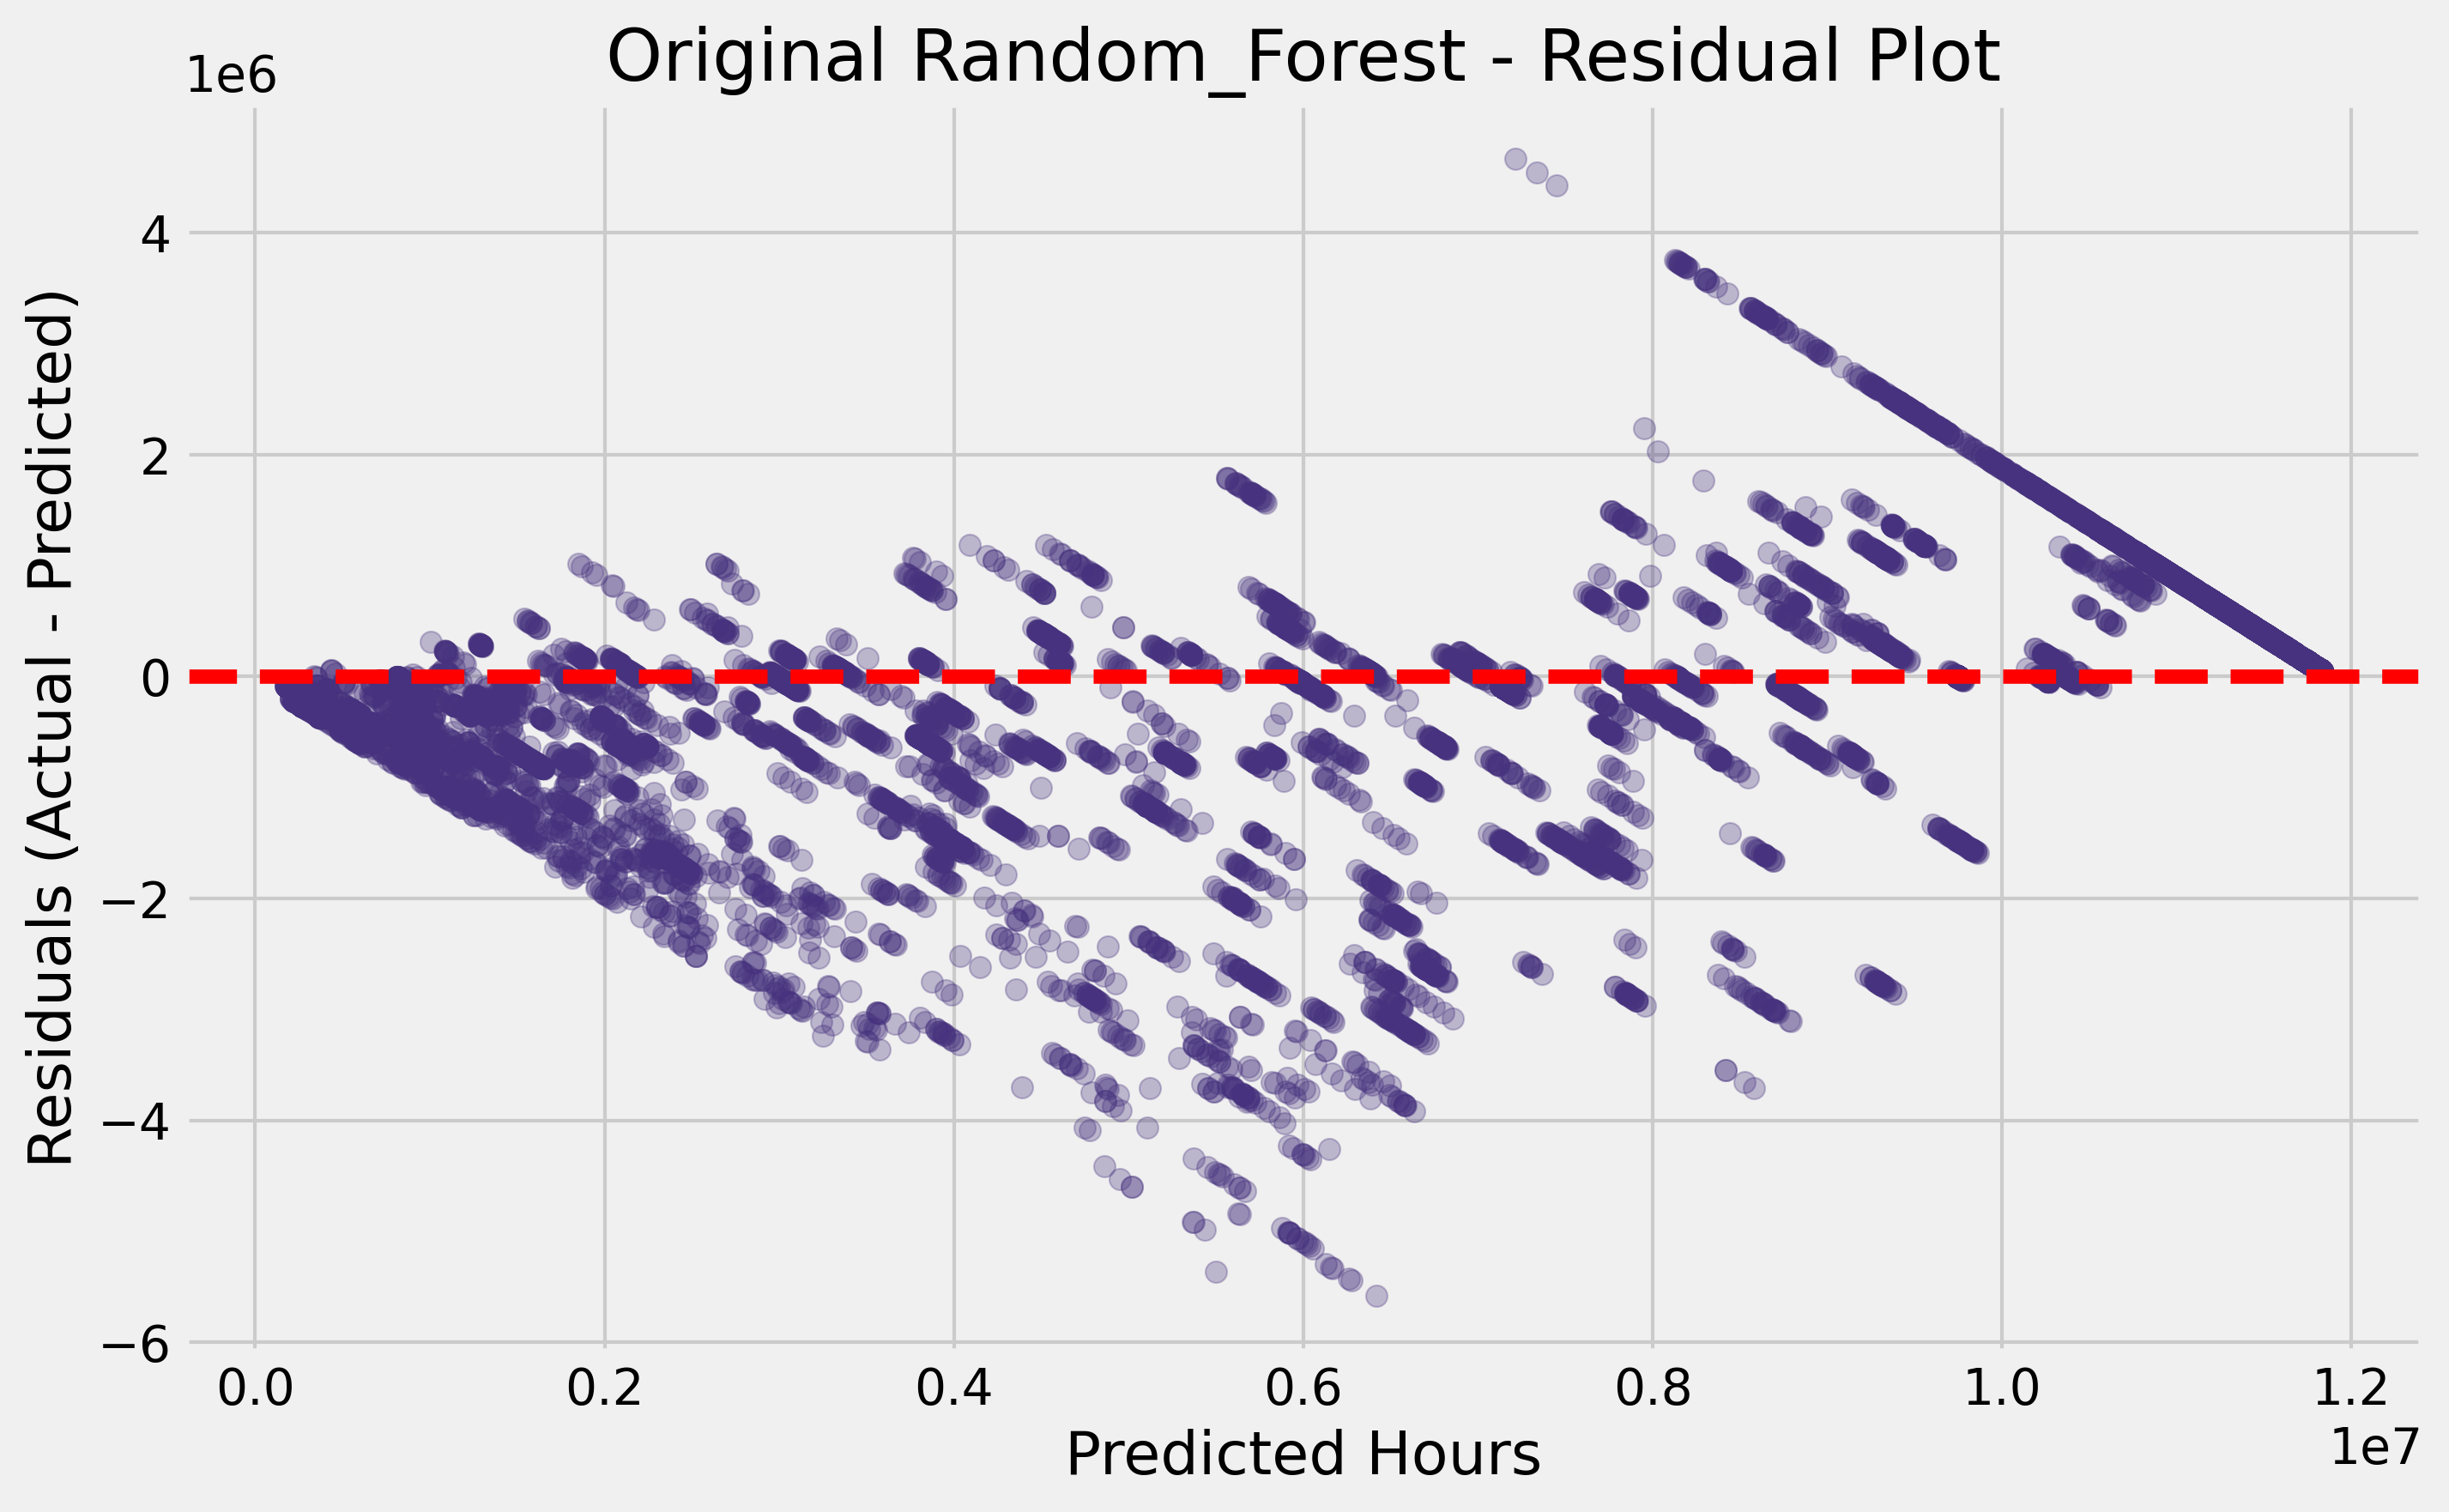 Original Random_Forest - Residual Plot
1e6
4
2
0
−2
−4
−6
Residuals (Actual - Predicted)
0.0 0.2 0.4 0.6 0.8 1.0 1.2
1e7
Predicted Hours